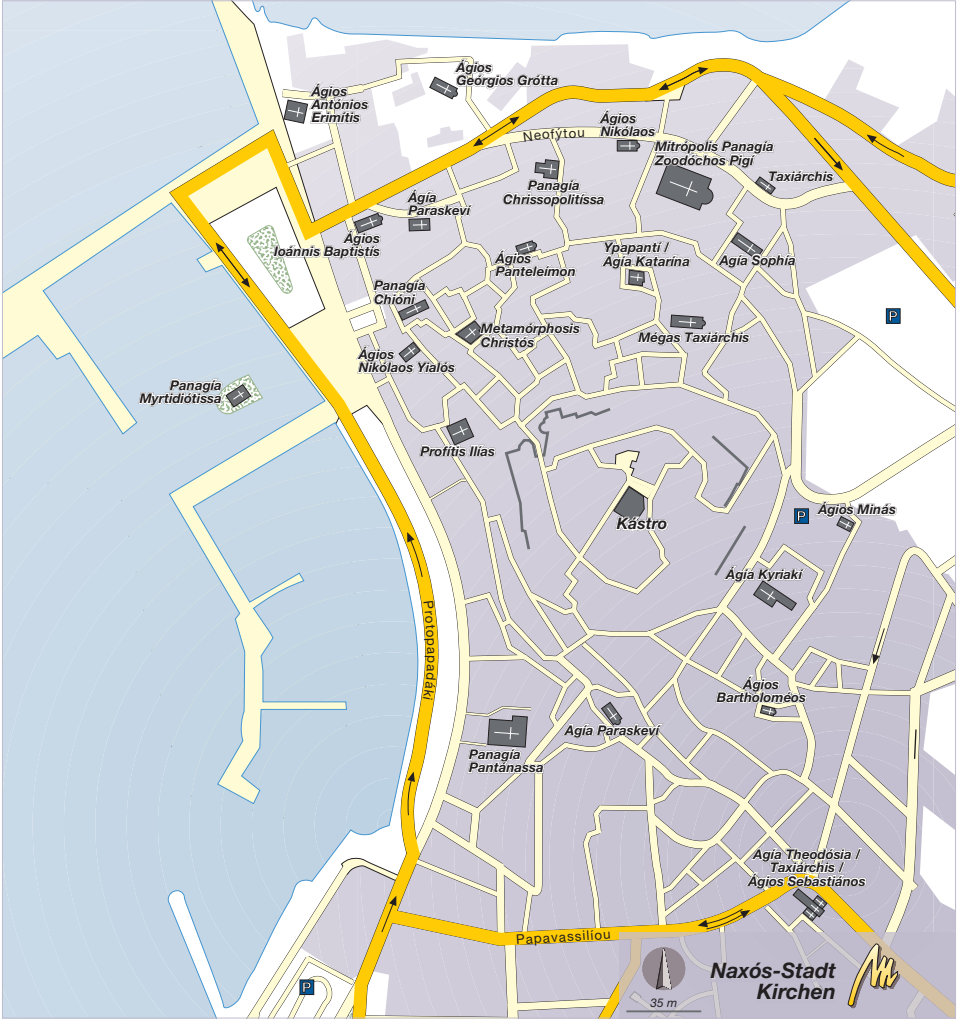 Ágios
Geórgios Grótta
Ágios
Antónios
Erimítis
Neofýtou
Ágios
Nikólaos
Mitrópolis Panagía
Zoodóchos Pigí
Taxiárchis
Panagía
Chrissopolitíssa
Ágía
Paraskeví
Ágios
Ioánnis Baptistís
Ágios
Panteleímon
Ypapantí /
Agía Katarína
Agía Sophía
Panagía
Chióni
Metamórphosis
Christós
Mégas Taxiárchis
P
Ágios
Nikólaos Yialós
Panagía
Myrtidiótissa
Profítis Ilías
Kástro
P
Ágios Minás
Ágía Kyriakí
Protopapadáki
Ágios
Bartholoméos
Agía Paraskeví
Panagía
Pantánassa
Agía Theodósia /
Taxiárchis /
Ágios Sebastiános
Papavassilíou
P
35 m
Naxós-Stadt
Kirchen